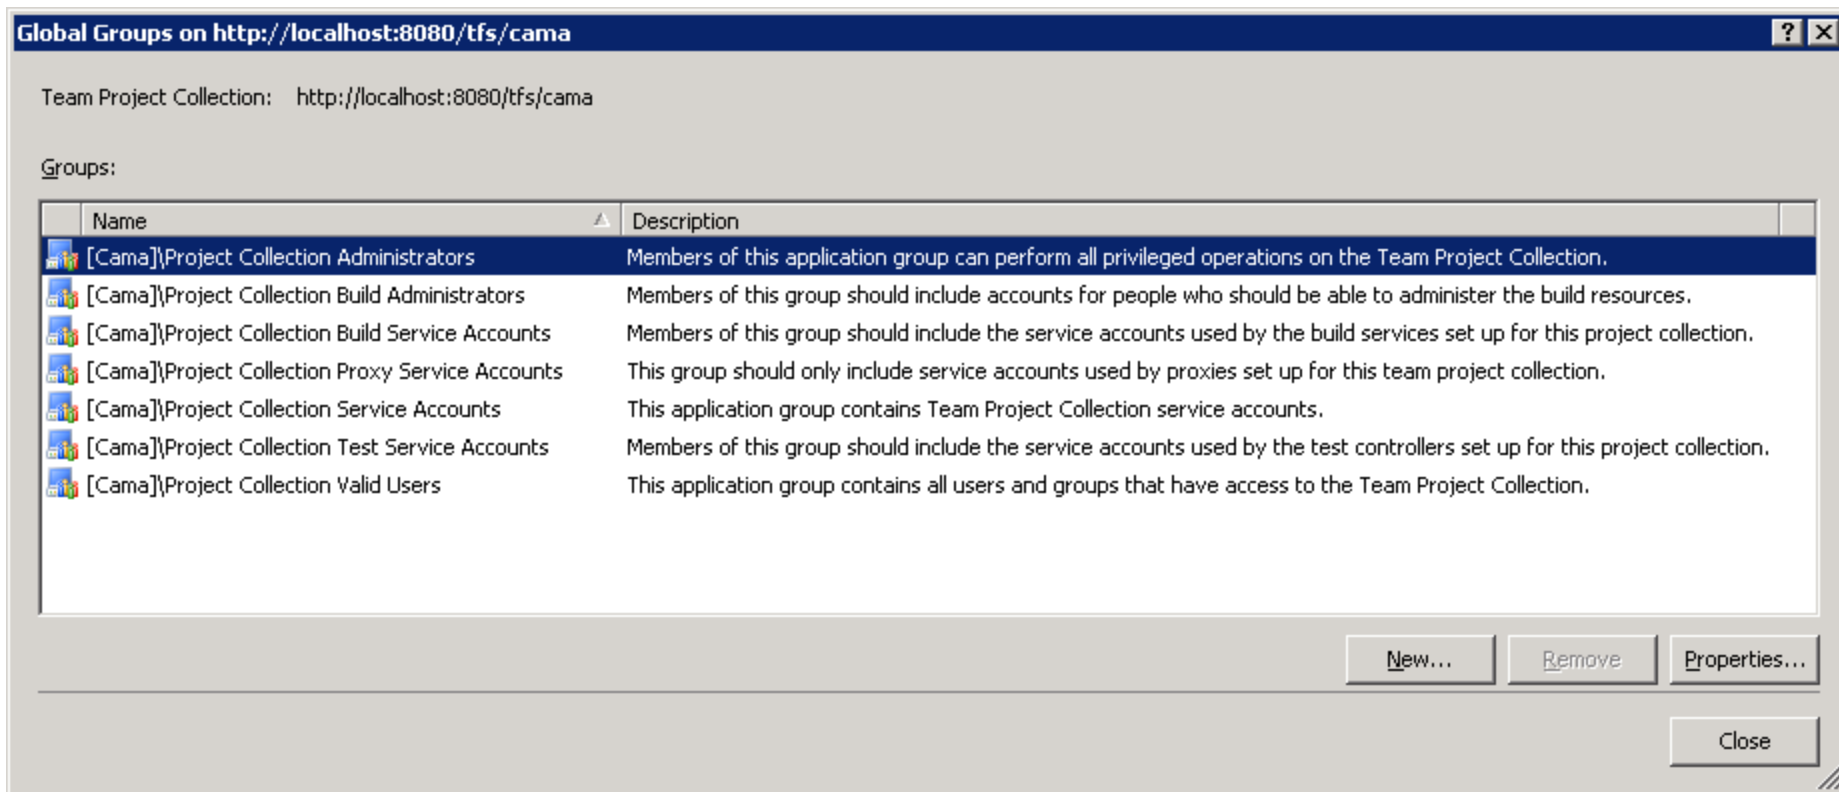 Global Groups on http://localhost:8080/tfs/cama
Team Project Collection: http://localhost:8080/tfs/cama
Groups:
Name Description
[Cama]\Project Collection Administrators Members of this application group can perform all privileged operations on the Team Project Collection.
[Cama]\Project Collection Build Administrators Members of this group should include accounts for people who should be able to administer the build resources.
[Cama]\Project Collection Build Service Accounts Members of this group should include the service accounts used by the build services set up for this project collection.
[Cama]\Project Collection Proxy Service Accounts This group should only include service accounts used by proxies set up for this team project collection.
[Cama]\Project Collection Service Accounts This application group contains Team Project Collection service accounts.
[Cama]\Project Collection Test Service Accounts Members of this group should include the service accounts used by the test controllers set up for this project collection.
[Cama]\Project Collection Valid Users This application group contains all users and groups that have access to the Team Project Collection.
New... Remove Properties...
Close